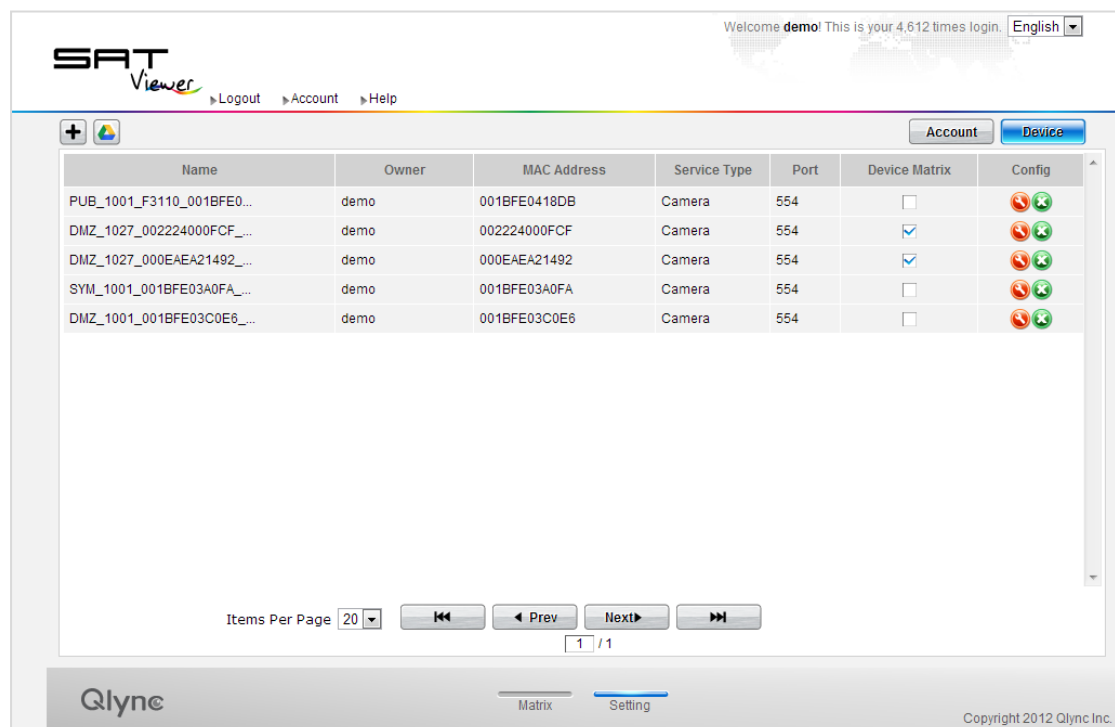 Welcome demo! This is your 4,612 times login. English
SAT
Viewer
Logout Account Help
Account Device
Name Owner MAC Address Service Type Port Device Matrix Config
PUB_1001_F3110_001BFE0... demo 001BFE0418DB Camera 554
DMZ_1027_002224000FCF_... demo 002224000FCF Camera 554
DMZ_1027_000EAEA21492_... demo 000EAEA21492 Camera 554
SYM_1001_001BFE03A0FA_... demo 001BFE03A0FA Camera 554
DMZ_1001_001BFE03C0E6_... demo 001BFE03C0E6 Camera 554
Items Per Page 20 Prev Next
1 / 1
Qlync Matrix Setting
Copyright 2012 Qlync Inc.